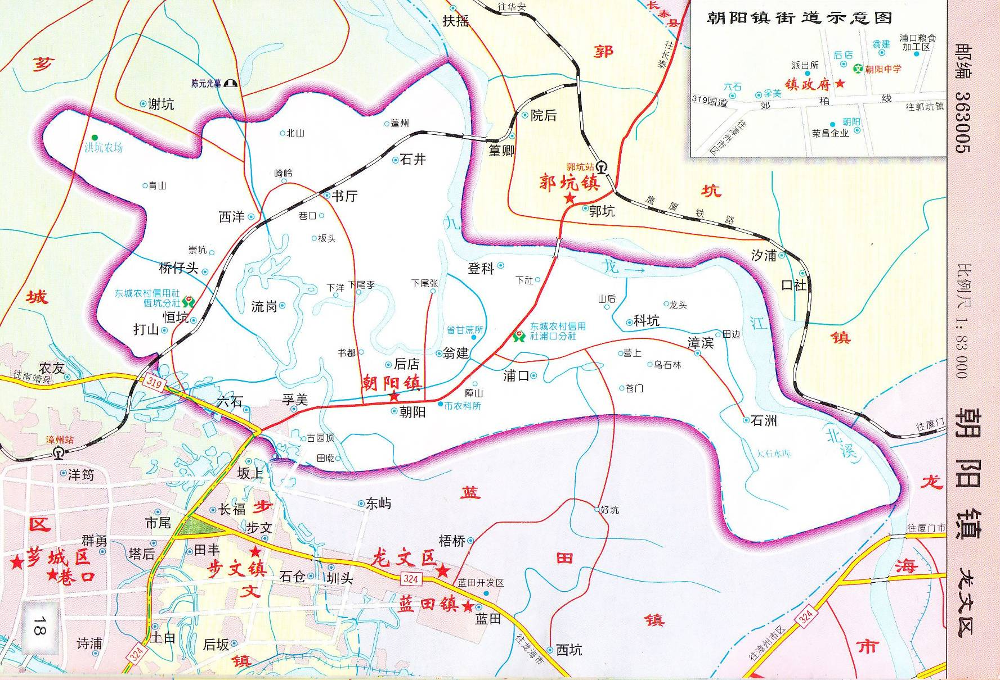 朝阳镇街道示意图
浦口粮食
加工区
翁建
后店
派出所
朝阳中学
镇政府
六石
孚美
319国道
郊柏线
往郭坑镇
往漳州市区
朝阳
荣昌企业
邮编 363005
比例尺 1:83 000
朝阳镇
龙文区
18
往华安
扶摇
长泰县
往长泰
郭坑镇
芗城区
陈元光墓
谢坑
洪坑农场
北山
蓬州
院后
篁卿
石井
青山
崎岭
书厅
郭坑站
郭坑镇
郭坑
鹰厦铁路
西洋
巷口
板头
九龙江
北溪
崇坑
桥仔头
登科
下社
汐浦
口社
东城农村信用社
恒坑分社
恒坑
打山
流岗
下洋
下尾李
下尾张
山后
龙头
科坑
省甘蔗所
东城农村信用
社浦口分社
田边
漳滨
书都
后店
翁建
营上
乌石林
浦口
苍门
朝阳镇
朝阳
障山
市农科所
农友
往南靖县
319
六石
孚美
石洲
往厦门
大石水库
漳州站
古园顶
田墘
洋筠
坂上
东屿
蓝田镇
龙海市
长福
步文镇
市尾
步文
群勇
塔后
田丰
好坑
梧桥
往厦门市
芗城区
巷口
步文镇
龙文区
石仓
圳头
324
蓝田开发区
蓝田镇
蓝田
324
往漳州市区
诗浦
土白
后坂
324
往龙海市
西坑